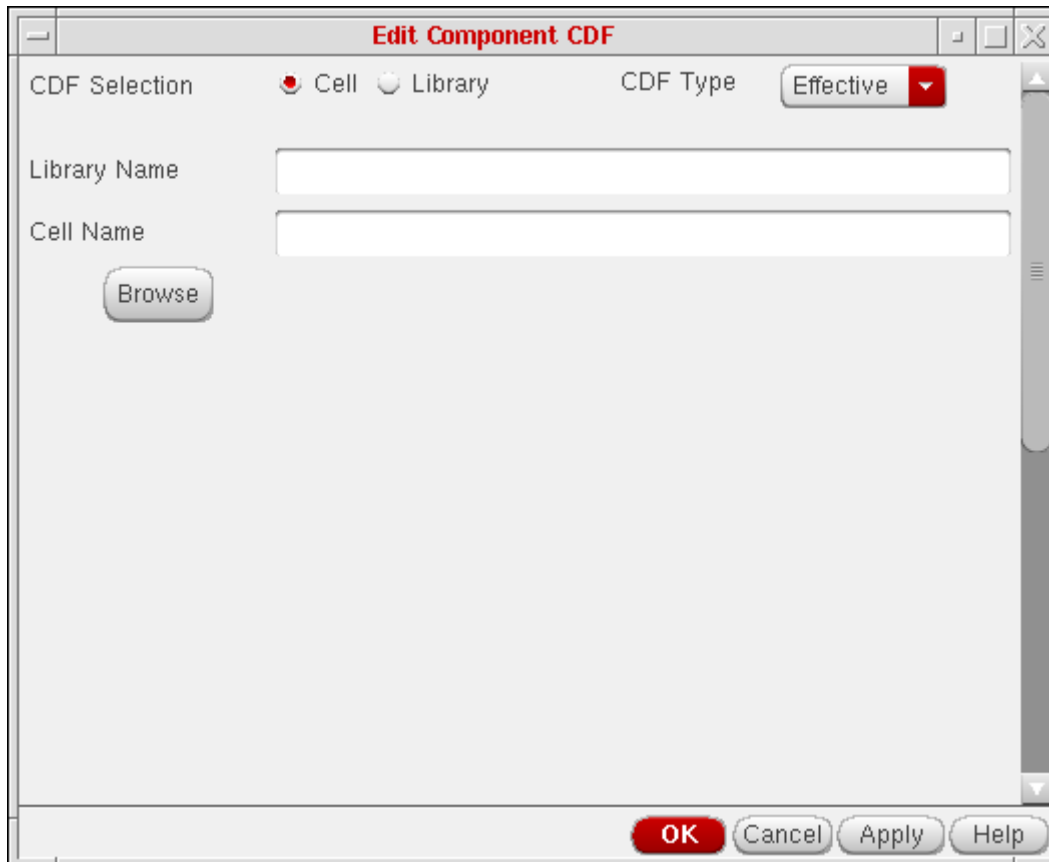 Edit Component CDF
CDF Selection Cell Library CDF Type Effective
Library Name
Cell Name
Browse
OK Cancel Apply Help